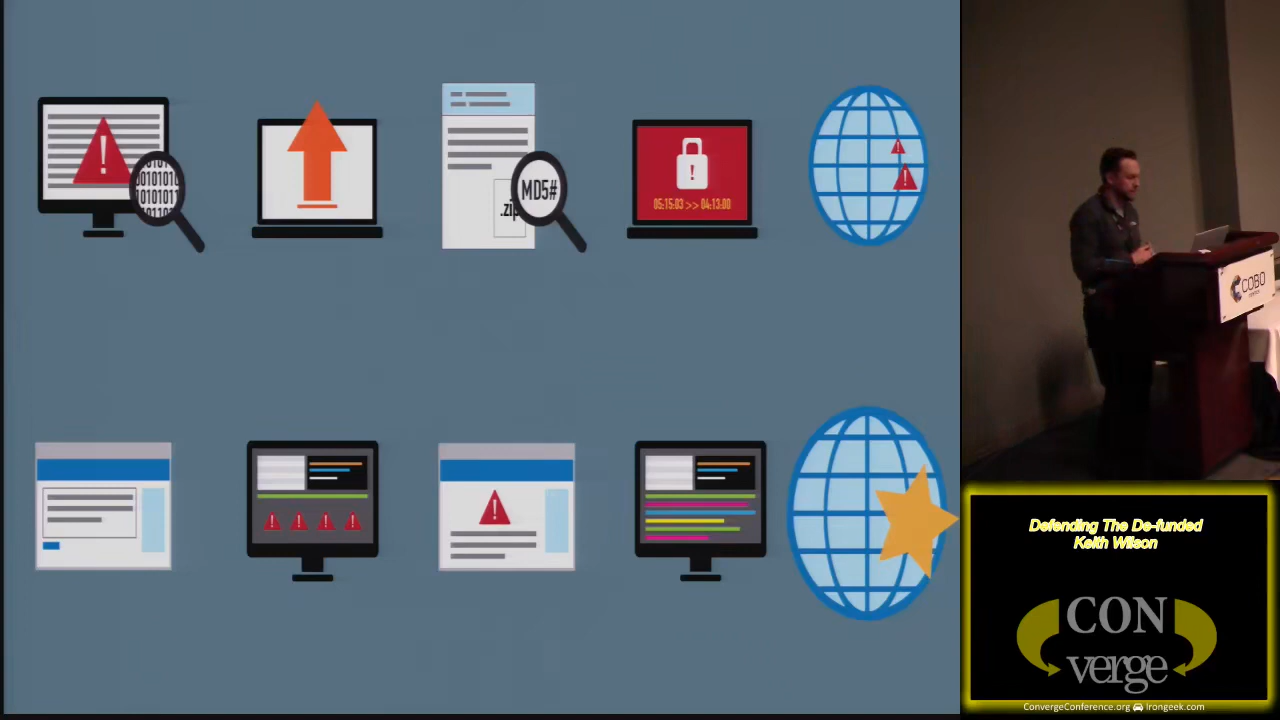 MD5#
.zip
05:15:03 >> 04:13:00
COBO
Defending The De-funded
Keith Wilson
CON
verge
ConvergeConference.org
Irongeek.com